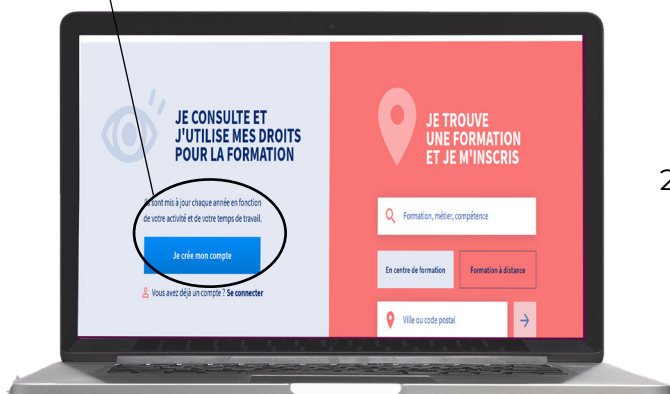 JE CONSULTE ET
J'UTILISE MES DROITS
POUR LA FORMATION
Ils sont mis à jour chaque année en fonction
de votre activité et de votre temps de travail.
Je crée mon compte
Vous avez déjà un compte ? Se connecter
JE TROUVE
UNE FORMATION
ET JE M'INSCRIS
Formation, métier, compétence
En centre de formation
Formation à distance
Ville ou code postal
2